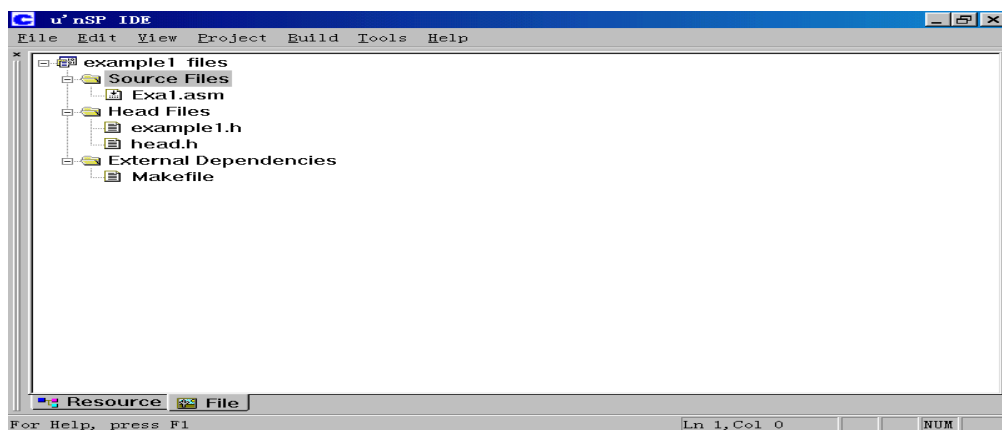 u'nSP IDE
File Edit View Project Build Tools Help
example1 files
Source Files
Exa1.asm
Head Files
example1.h
head.h
External Dependencies
Makefile
Resource File
For Help, press F1 Ln 1,Col 0 NUM